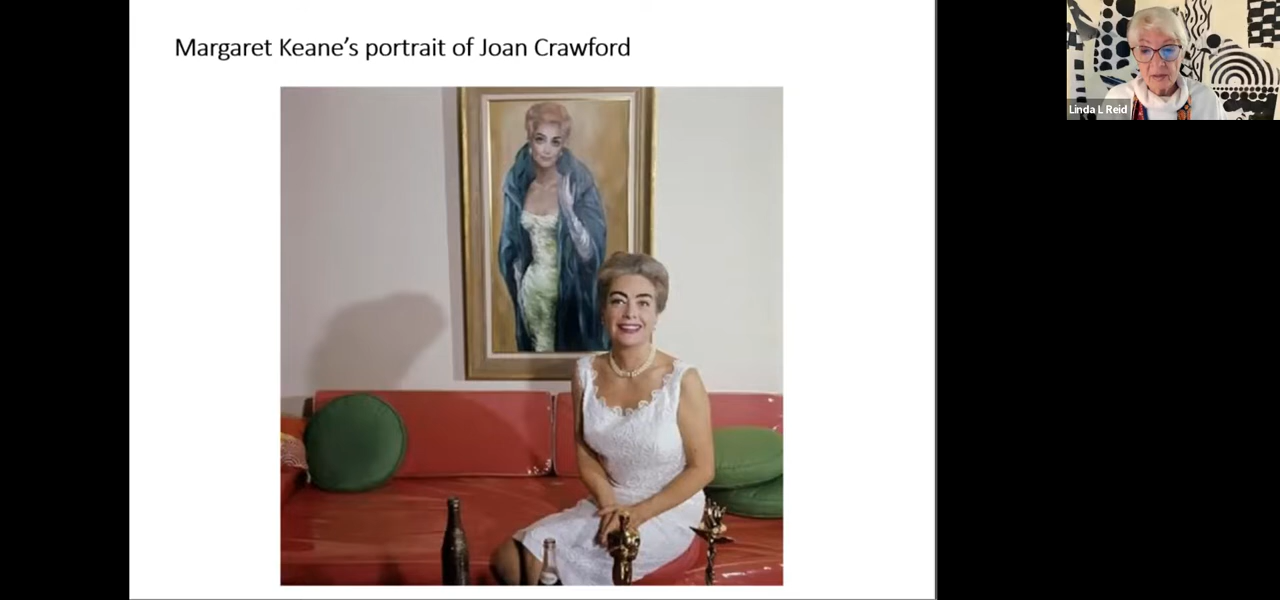 Margaret Keane’s portrait of Joan Crawford
Linda L Reid